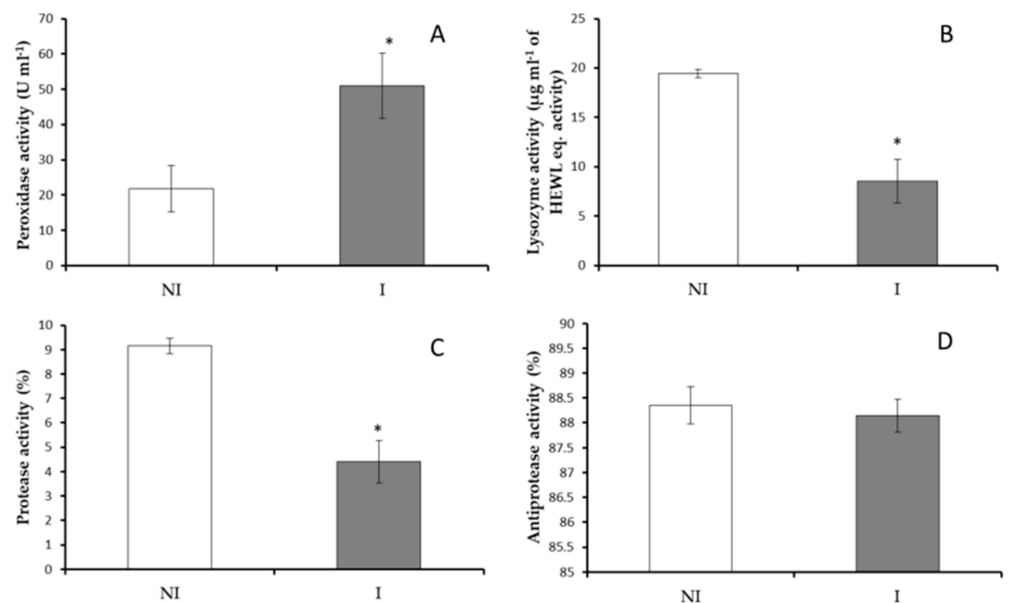 A
Peroxidase activity (U ml⁻¹)
70
60
50
40
30
20
10
0
*
NI
I
B
Lysozyme activity (µg ml⁻¹ of
HEWL eq. activity)
25
20
15
10
5
0
*
NI
I
C
Protease activity (%)
10
9
8
7
6
5
4
3
2
1
0
*
NI
I
D
Antiprotease activity (%)
90
89.5
89
88.5
88
87.5
87
86.5
86
85.5
85
NI
I